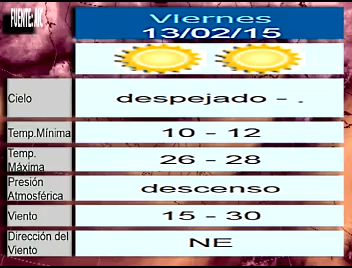 FUENTE: AIC
Viernes
13/02/15
Cielo
despejado - .
Temp.Mínima
10 - 12
Temp.
Máxima
26 - 28
Presión
Atmosférica
descenso
Viento
15 - 30
Dirección del
Viento
NE